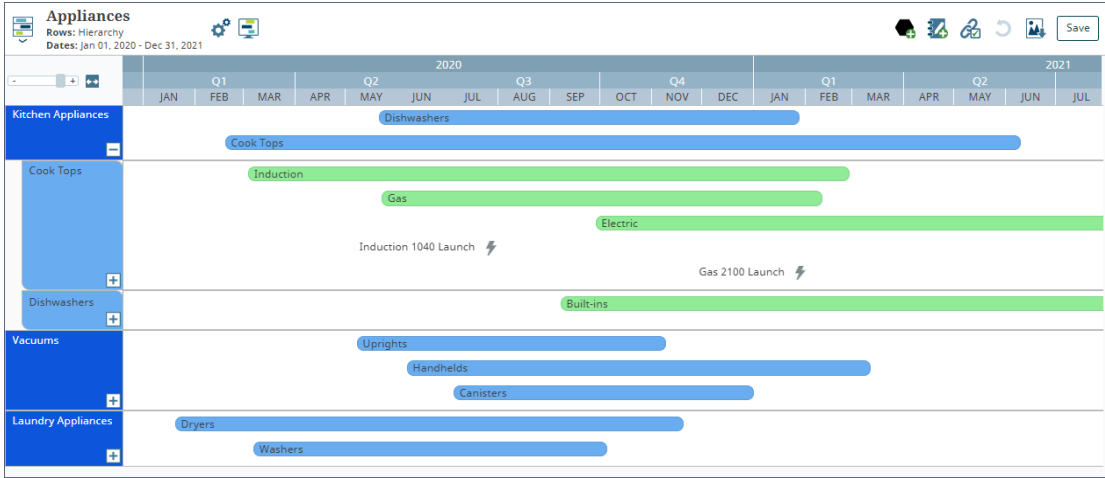 Appliances
Rows: Hierarchy
Dates: Jan 01, 2020 - Dec 31, 2021
Save
2020 2021
- +
Q1 Q2 Q3 Q4 Q1 Q2
JAN FEB MAR APR MAY JUN JUL AUG SEP OCT NOV DEC JAN FEB MAR APR MAY JUN JUL
Kitchen Appliances
Dishwashers
Cook Tops
Cook Tops
Induction
Gas
Electric
Induction 1040 Launch
Gas 2100 Launch
Dishwashers
Built-ins
Vacuums
Uprights
Handhelds
Canisters
Laundry Appliances
Dryers
Washers